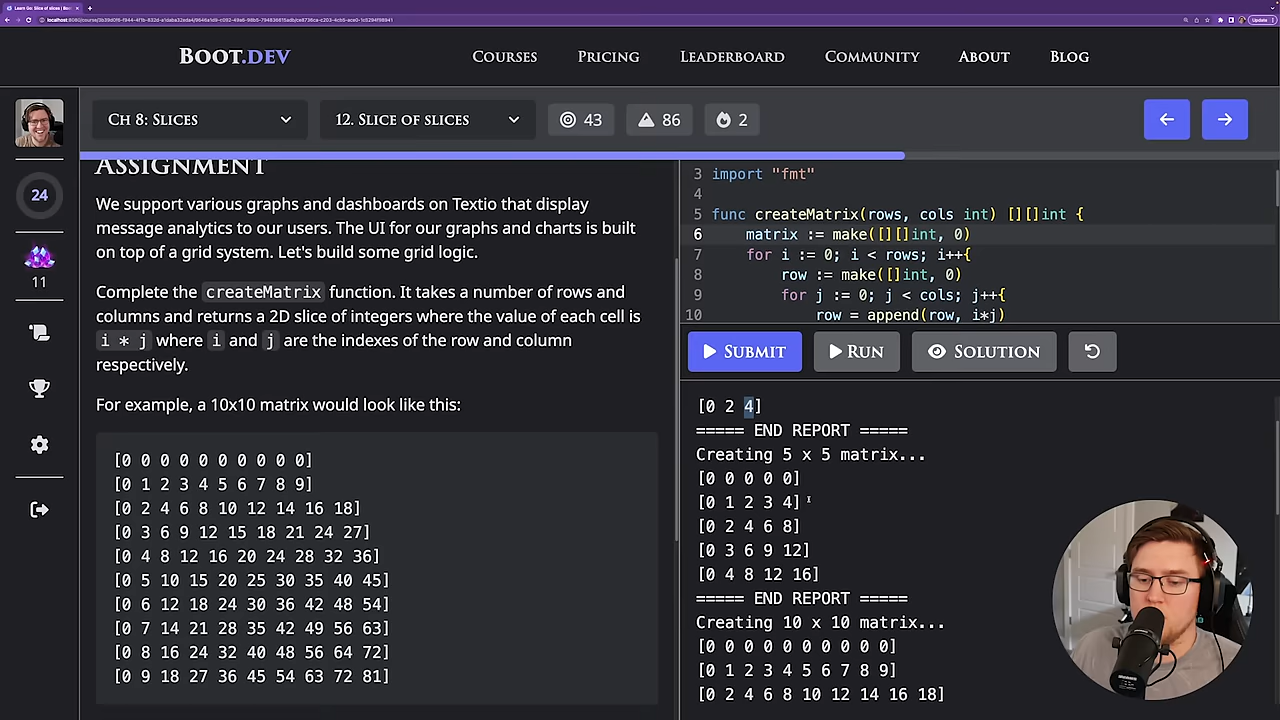 Learn Go: Slice of slices | Boot
localhost:8080/course/
Update
BOOT.DEV
COURSES
PRICING
LEADERBOARD
COMMUNITY
ABOUT
BLOG
CH 8: SLICES
12. SLICE OF SLICES
43
86
2
24
11
ASSIGNMENT
We support various graphs and dashboards on Textio that display
message analytics to our users. The UI for our graphs and charts is built
on top of a grid system. Let's build some grid logic.
Complete the createMatrix function. It takes a number of rows and
columns and returns a 2D slice of integers where the value of each cell is
i * j where i and j are the indexes of the row and column
respectively.
For example, a 10x10 matrix would look like this:
[0 0 0 0 0 0 0 0 0 0]
[0 1 2 3 4 5 6 7 8 9]
[0 2 4 6 8 10 12 14 16 18]
[0 3 6 9 12 15 18 21 24 27]
[0 4 8 12 16 20 24 28 32 36]
[0 5 10 15 20 25 30 35 40 45]
[0 6 12 18 24 30 36 42 48 54]
[0 7 14 21 28 35 42 49 56 63]
[0 8 16 24 32 40 48 56 64 72]
[0 9 18 27 36 45 54 63 72 81]
3 import "fmt"
4
5 func createMatrix(rows, cols int) [][]int {
6 matrix := make([][]int, 0)
7 for i := 0; i < rows; i++{
8 row := make([]int, 0)
9 for j := 0; j < cols; j++{
10 row = append(row, i*j)
SUBMIT
RUN
SOLUTION
[0 2 4]
===== END REPORT =====
Creating 5 x 5 matrix...
[0 0 0 0 0]
[0 1 2 3 4]
[0 2 4 6 8]
[0 3 6 9 12]
[0 4 8 12 16]
===== END REPORT =====
Creating 10 x 10 matrix...
[0 0 0 0 0 0 0 0 0 0]
[0 1 2 3 4 5 6 7 8 9]
[0 2 4 6 8 10 12 14 16 18]